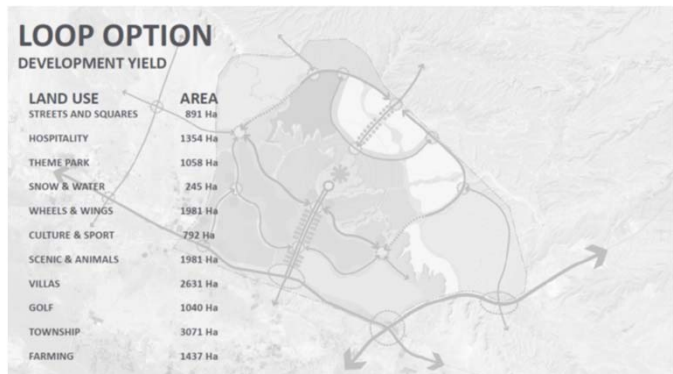 LOOP OPTION
DEVELOPMENT YIELD
LAND USE AREA
STREETS AND SQUARES 891 Ha
HOSPITALITY 1354 Ha
THEME PARK 1058 Ha
SNOW & WATER 245 Ha
WHEELS & WINGS 1981 Ha
CULTURE & SPORT 792 Ha
SCENIC & ANIMALS 1981 Ha
VILLAS 2631 Ha
GOLF 1040 Ha
TOWNSHIP 3071 Ha
FARMING 1437 Ha